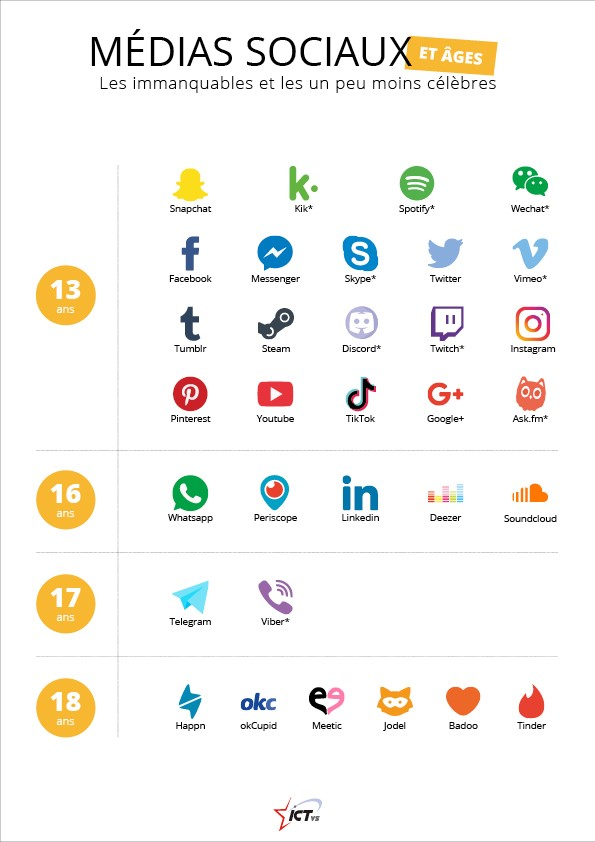 MÉDIAS SOCIAUX ET ÂGES
Les immanquables et les un peu moins célèbres
13
ans
Snapchat Kik* Spotify* Wechat*
Facebook Messenger Skype* Twitter Vimeo*
Tumblr Steam Discord* Twitch* Instagram
Pinterest Youtube TikTok Google+ Ask.fm*
16
ans
Whatsapp Periscope Linkedin Deezer Soundcloud
17
ans
Telegram Viber*
18
ans
okc
Happn okCupid Meetic Jodel Badoo Tinder
ICT VS